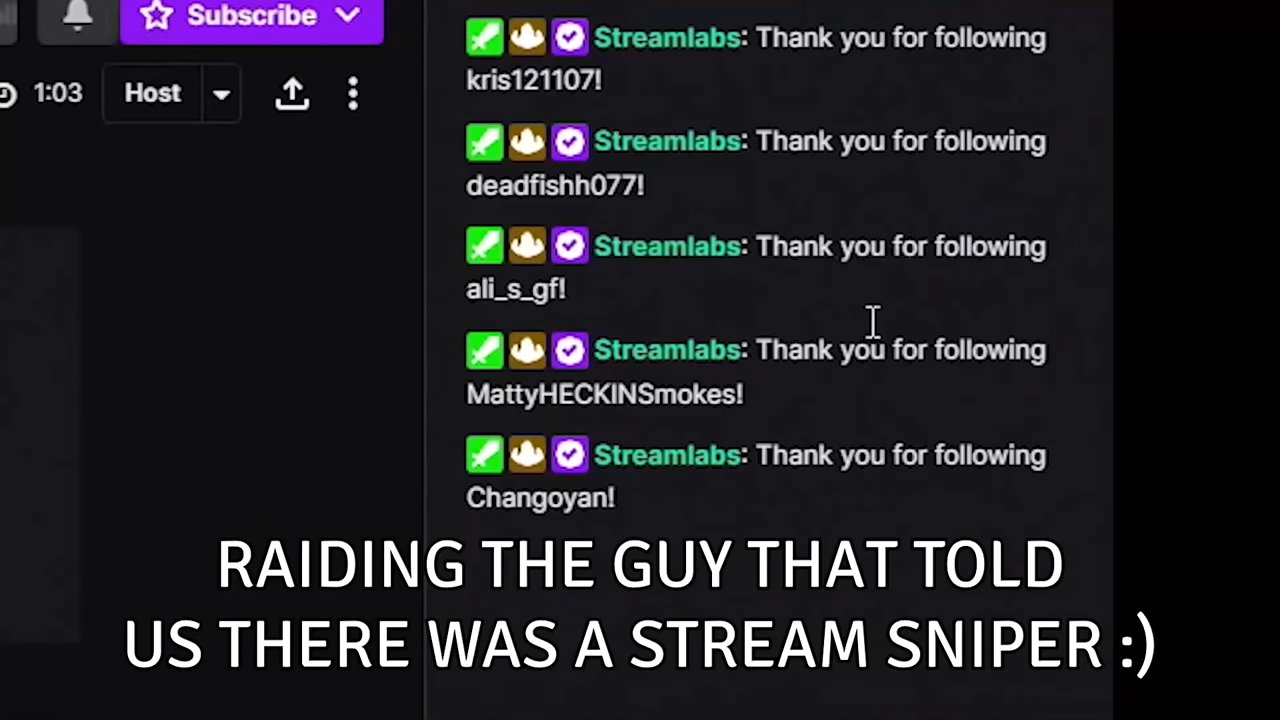 Subscribe
1:03 Host
Streamlabs: Thank you for following
kris121107!
Streamlabs: Thank you for following
deadfishh077!
Streamlabs: Thank you for following
ali_s_gf!
Streamlabs: Thank you for following
MattyHECKINSmokes!
Streamlabs: Thank you for following
Changoyan!
RAIDING THE GUY THAT TOLD
US THERE WAS A STREAM SNIPER :)